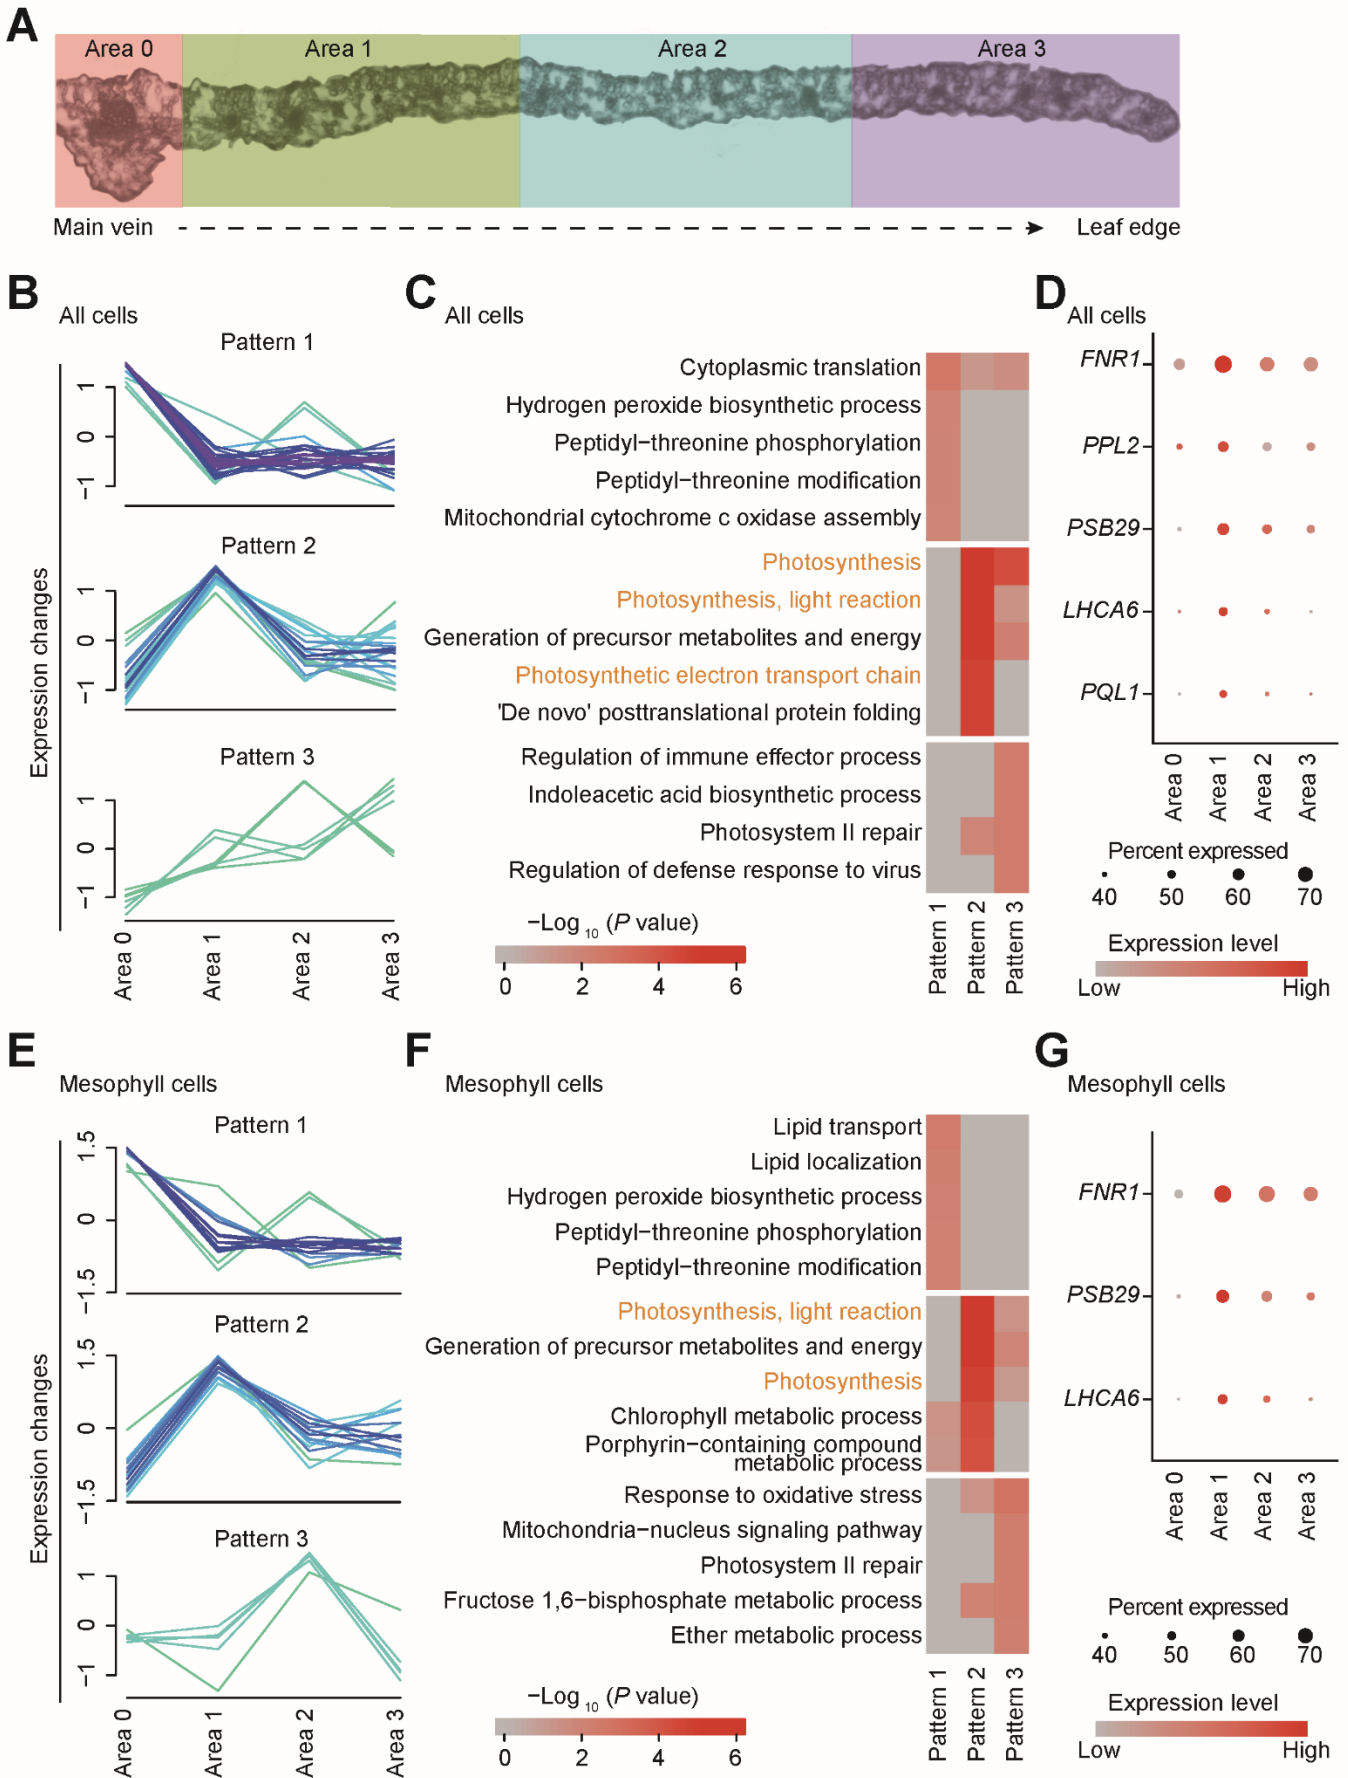 A
Area 0
Area 1
Area 2
Area 3
Main vein
Leaf edge
B
All cells
Pattern 1
1
0
−1
Pattern 2
1
0
−1
Pattern 3
1
0
−1
Expression changes
Area 0
Area 1
Area 2
Area 3
C
All cells
Cytoplasmic translation
Hydrogen peroxide biosynthetic process
Peptidyl−threonine phosphorylation
Peptidyl−threonine modification
Mitochondrial cytochrome c oxidase assembly
Photosynthesis
Photosynthesis, light reaction
Generation of precursor metabolites and energy
Photosynthetic electron transport chain
'De novo' posttranslational protein folding
Regulation of immune effector process
Indoleacetic acid biosynthetic process
Photosystem II repair
Regulation of defense response to virus
Pattern 1
Pattern 2
Pattern 3
−Log 10 (P value)
0 2 4 6
D
All cells
FNR1
PPL2
PSB29
LHCA6
PQL1
Area 0
Area 1
Area 2
Area 3
Percent expressed
40 50 60 70
Expression level
Low High
E
Mesophyll cells
Pattern 1
1.5
0
−1.5
Pattern 2
1.5
0
−1.5
Pattern 3
1
0
−1
Expression changes
Area 0
Area 1
Area 2
Area 3
F
Mesophyll cells
Lipid transport
Lipid localization
Hydrogen peroxide biosynthetic process
Peptidyl−threonine phosphorylation
Peptidyl−threonine modification
Photosynthesis, light reaction
Generation of precursor metabolites and energy
Photosynthesis
Chlorophyll metabolic process
Porphyrin−containing compound
metabolic process
Response to oxidative stress
Mitochondria−nucleus signaling pathway
Photosystem II repair
Fructose 1,6−bisphosphate metabolic process
Ether metabolic process
Pattern 1
Pattern 2
Pattern 3
−Log 10 (P value)
0 2 4 6
G
Mesophyll cells
FNR1
PSB29
LHCA6
Area 0
Area 1
Area 2
Area 3
Percent expressed
40 50 60 70
Expression level
Low High